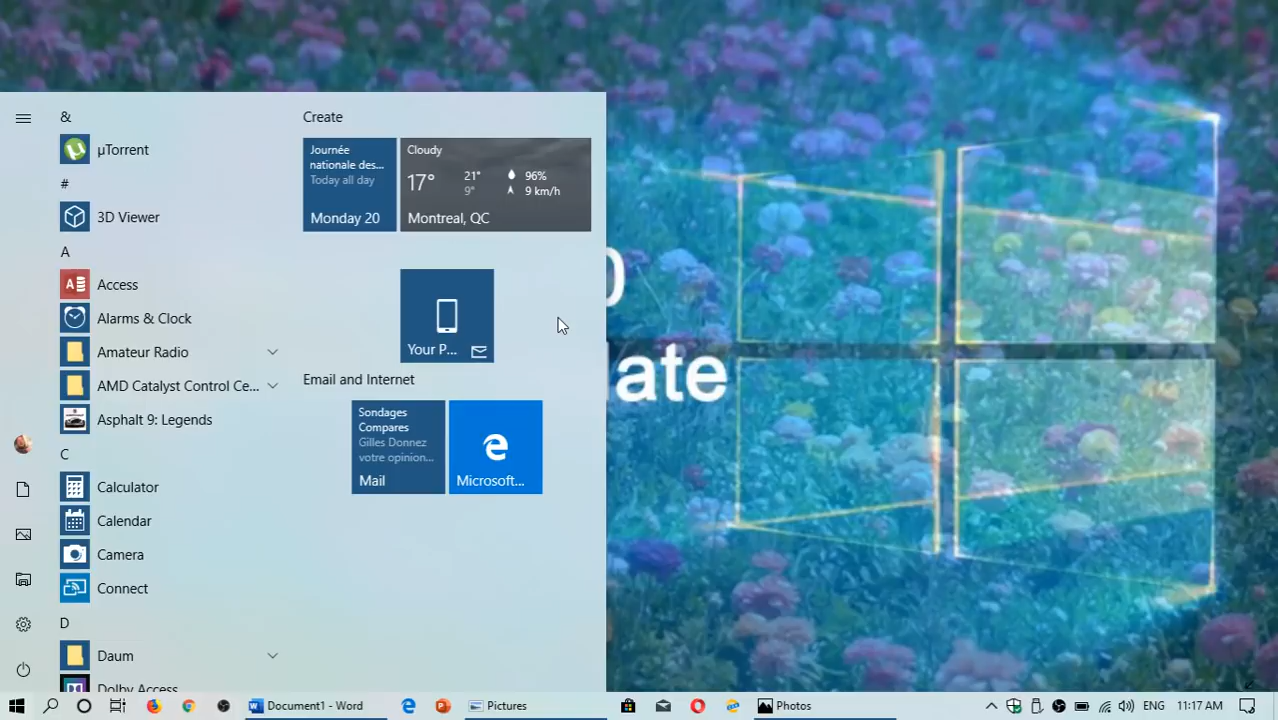 &
µTorrent
#
3D Viewer
A
Access
Alarms & Clock
Amateur Radio
AMD Catalyst Control Ce...
Asphalt 9: Legends
C
Calculator
Calendar
Camera
Connect
D
Daum
Dolby Access
Create
Journée
nationale des...
Today all day
Monday 20
Cloudy
17°
21°
9°
96%
9 km/h
Montreal, QC
Your P...
Email and Internet
Sondages
Compares
Gilles Donnez
votre opinion...
Mail
Microsoft...
0
ate
Document1 - Word
Pictures
Photos
ENG
11:17 AM